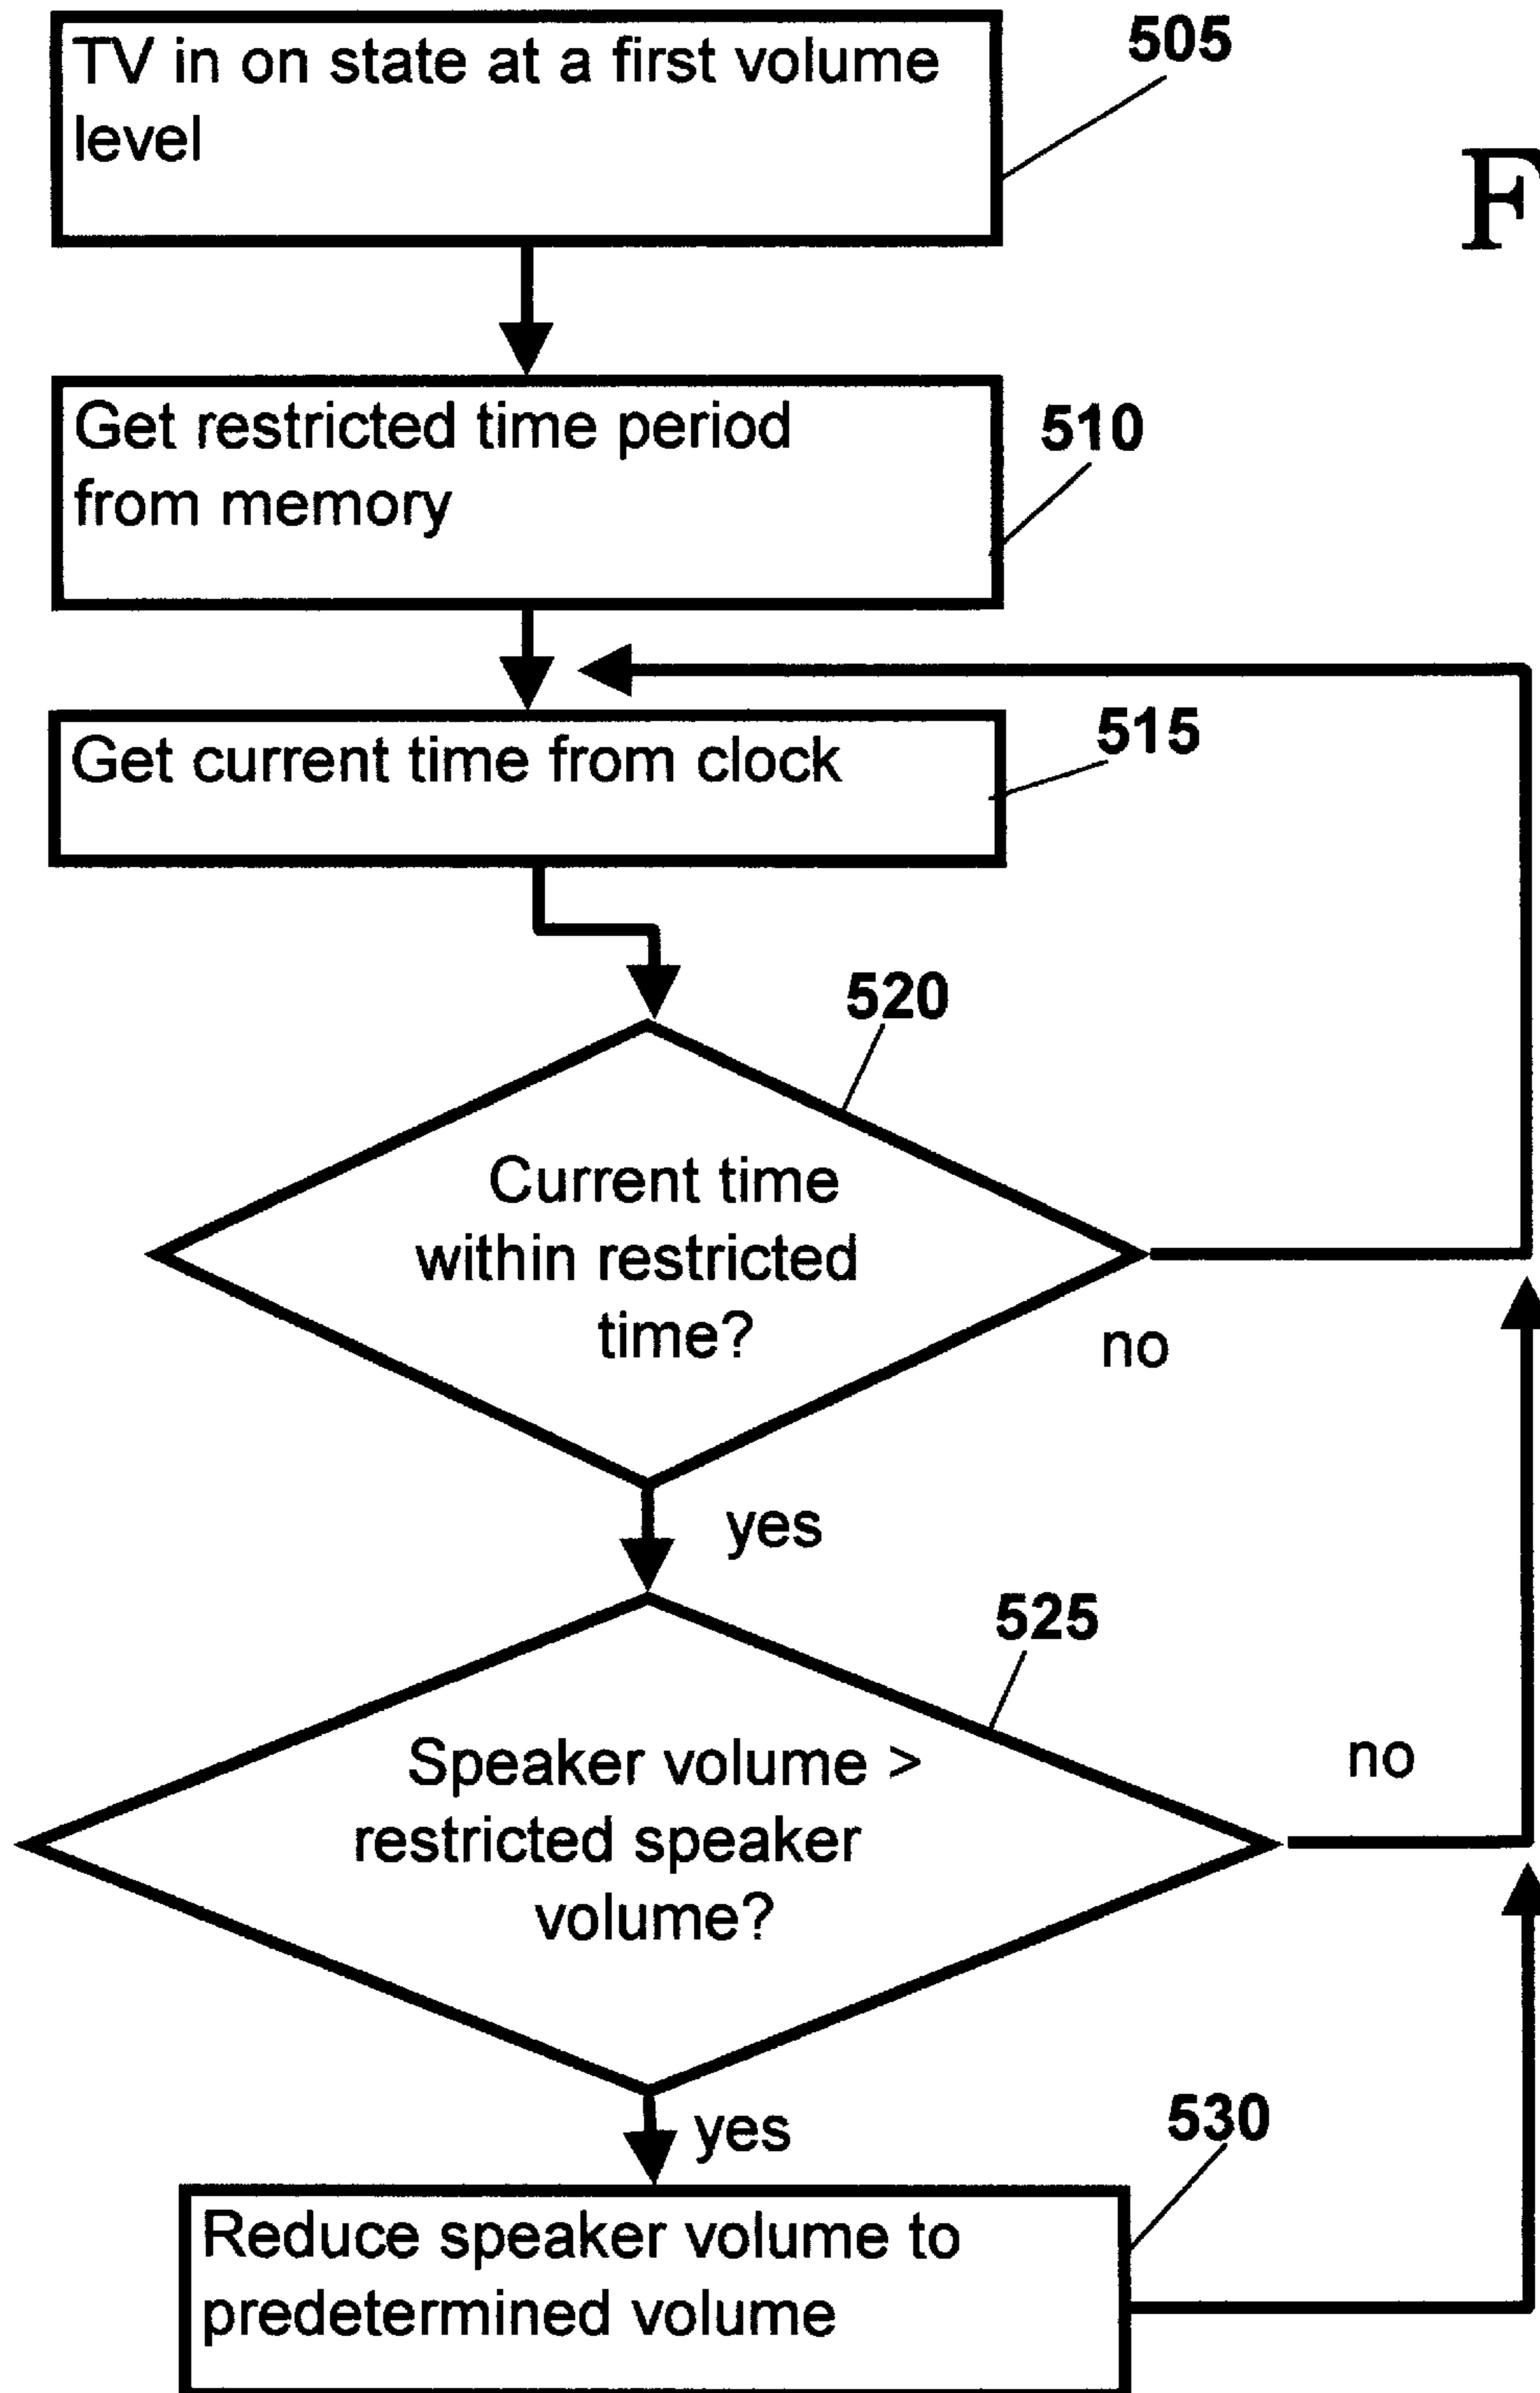 TV in on state at a first volume
level
505
F
Get restricted time period
from memory
510
Get current time from clock
515
520
Current time
within restricted
time?
no
yes
525
Speaker volume >
restricted speaker
volume?
no
yes
530
Reduce speaker volume to
predetermined volume